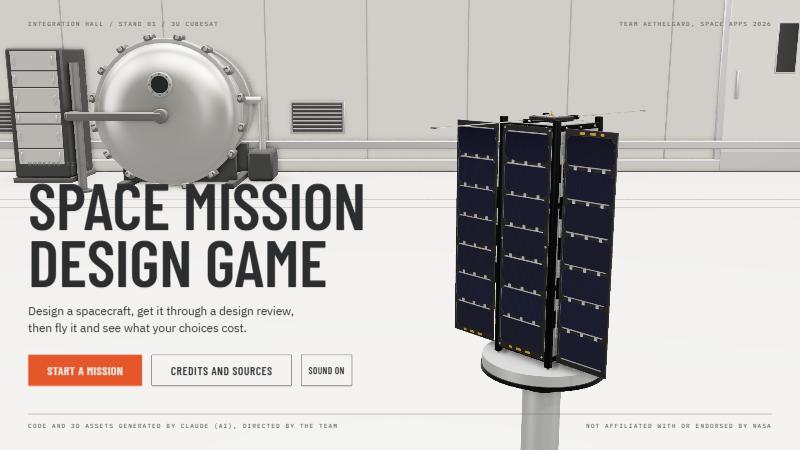 INTEGRATION HALL / STAND 01 / 3U CUBESAT
TEAM AETHELGARD, SPACE APPS 2026
SPACE MISSION
DESIGN GAME
Design a spacecraft, get it through a design review,
then fly it and see what your choices cost.
START A MISSION
CREDITS AND SOURCES
SOUND ON
CODE AND 3D ASSETS GENERATED BY CLAUDE (AI), DIRECTED BY THE TEAM
NOT AFFILIATED WITH OR ENDORSED BY NASA